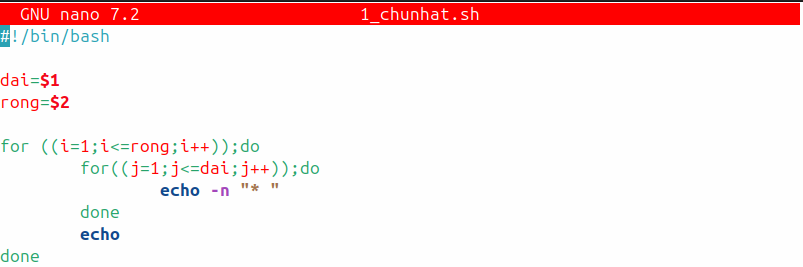 GNU nano 7.2 1_chunhat.sh
#!/bin/bash
dai=$1
rong=$2
for ((i=1;i<=rong;i++));do
for((j=1;j<=dai;j++));do
echo -n "* "
done
echo
done